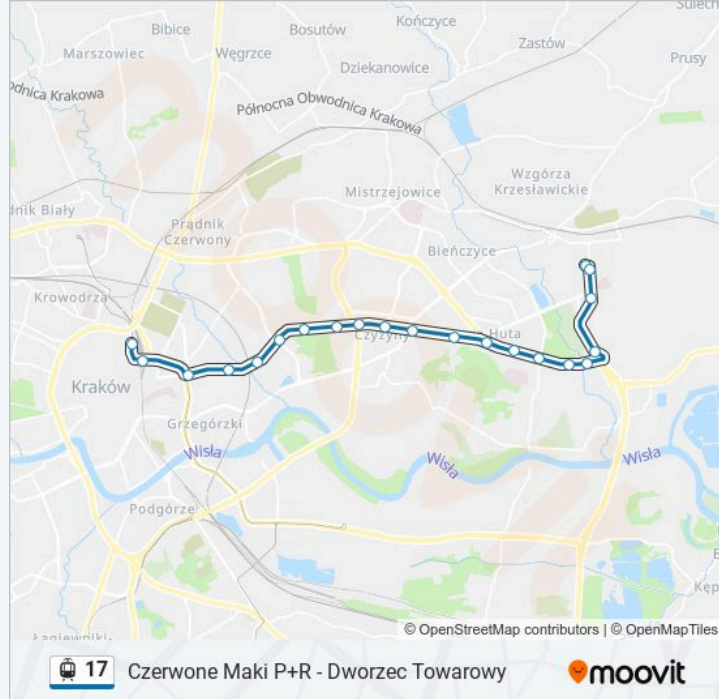 Sulech
Kończyce
Bibice
Bosutów
Zastów
Marszowiec
Węgrzce
Prusy
Dziekanowice
odnica Krakowa
Północna Obwodnica Krakowa
Wzgórza
Krzesławickie
Mistrzejowice
dnik Biały
Prądnik
Czerwony
Bieńczyce
Krowodrza
Czyżyny
Huta
Kraków
Grzegórzki
Wisła
Wisła
Wisła
Podgórze
Kęp
Łagiewniki-
© OpenStreetMap contributors | © OpenMapTiles
17 Czerwone Maki P+R - Dworzec Towarowy
moovit